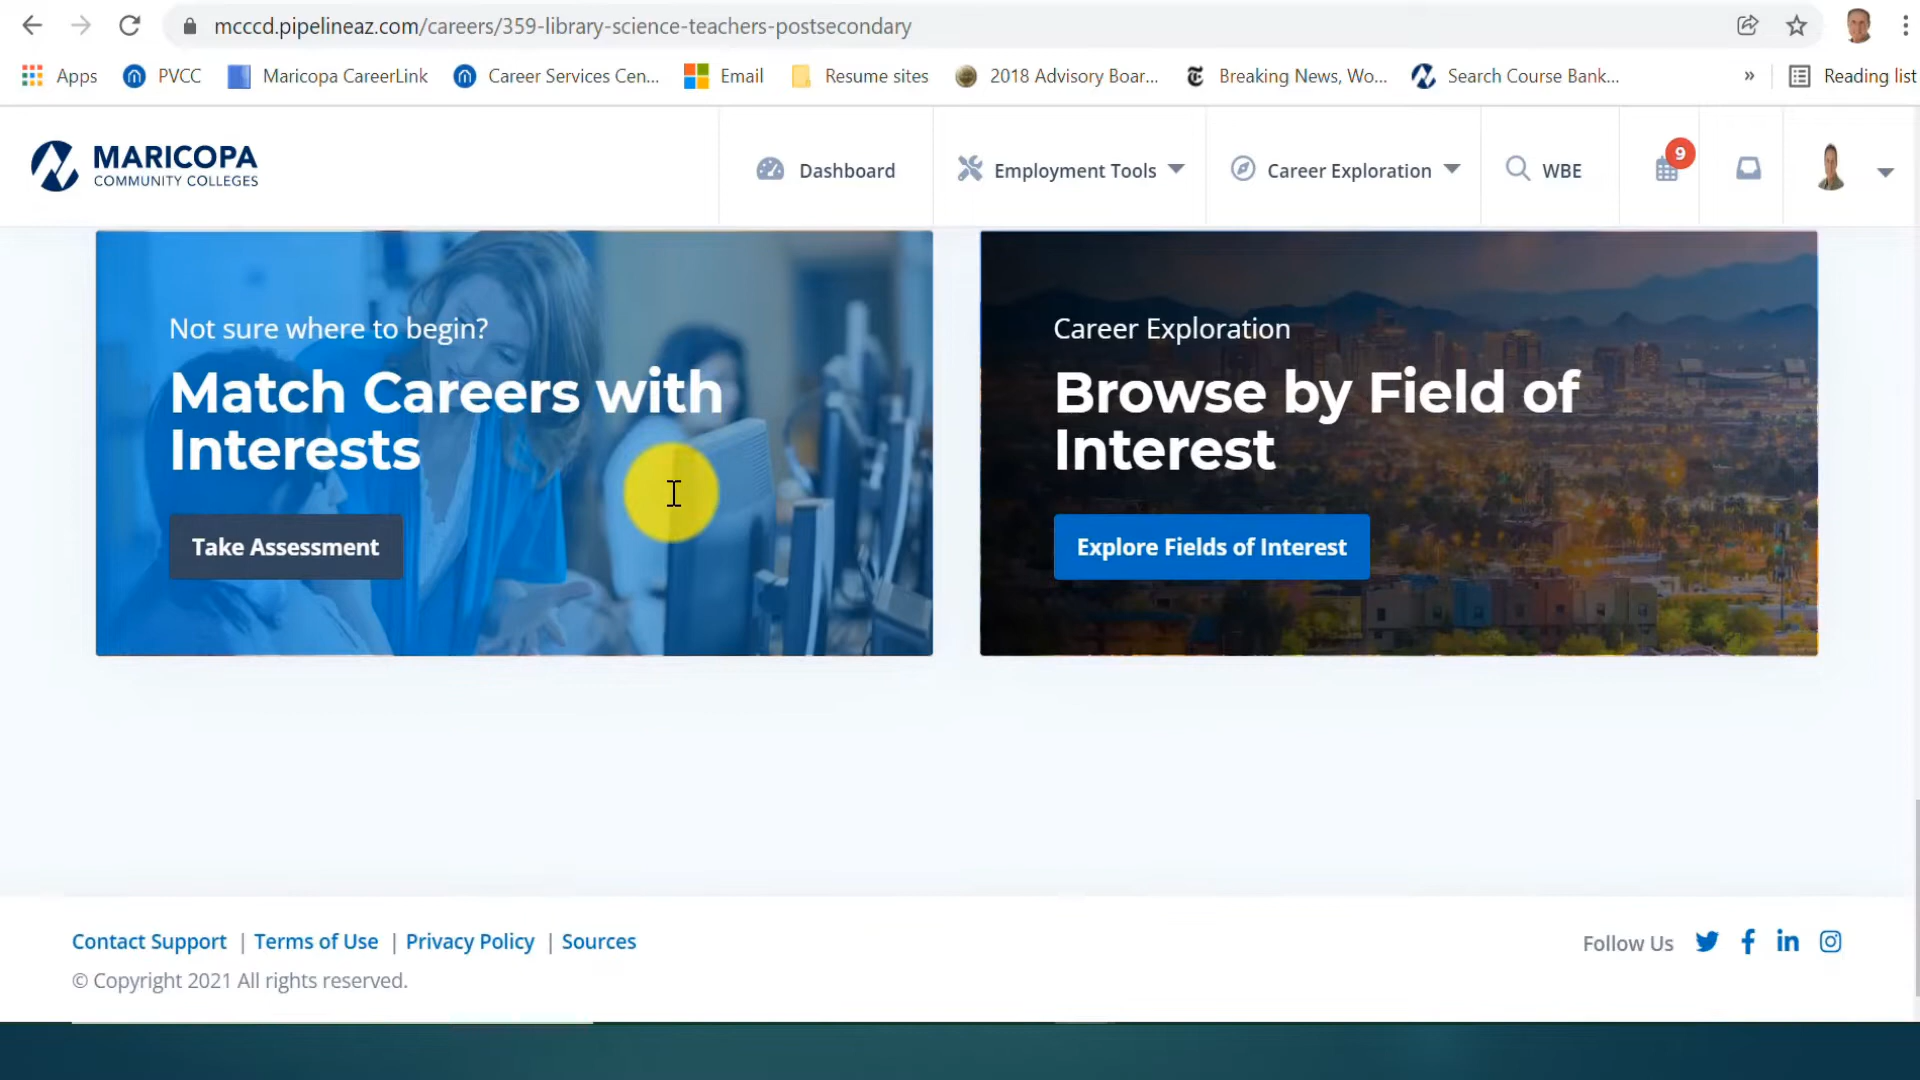 mcccd.pipelineaz.com/careers/359-library-science-teachers-postsecondary
Apps PVCC Maricopa CareerLink Career Services Cen... Email Resume sites 2018 Advisory Boar... Breaking News, Wo... Search Course Bank... » Reading list
MARICOPA
COMMUNITY COLLEGES
Dashboard Employment Tools Career Exploration WBE 9
Not sure where to begin?
Match Careers with
Interests
Take Assessment
Career Exploration
Browse by Field of
Interest
Explore Fields of Interest
Contact Support | Terms of Use | Privacy Policy | Sources
© Copyright 2021 All rights reserved.
Follow Us